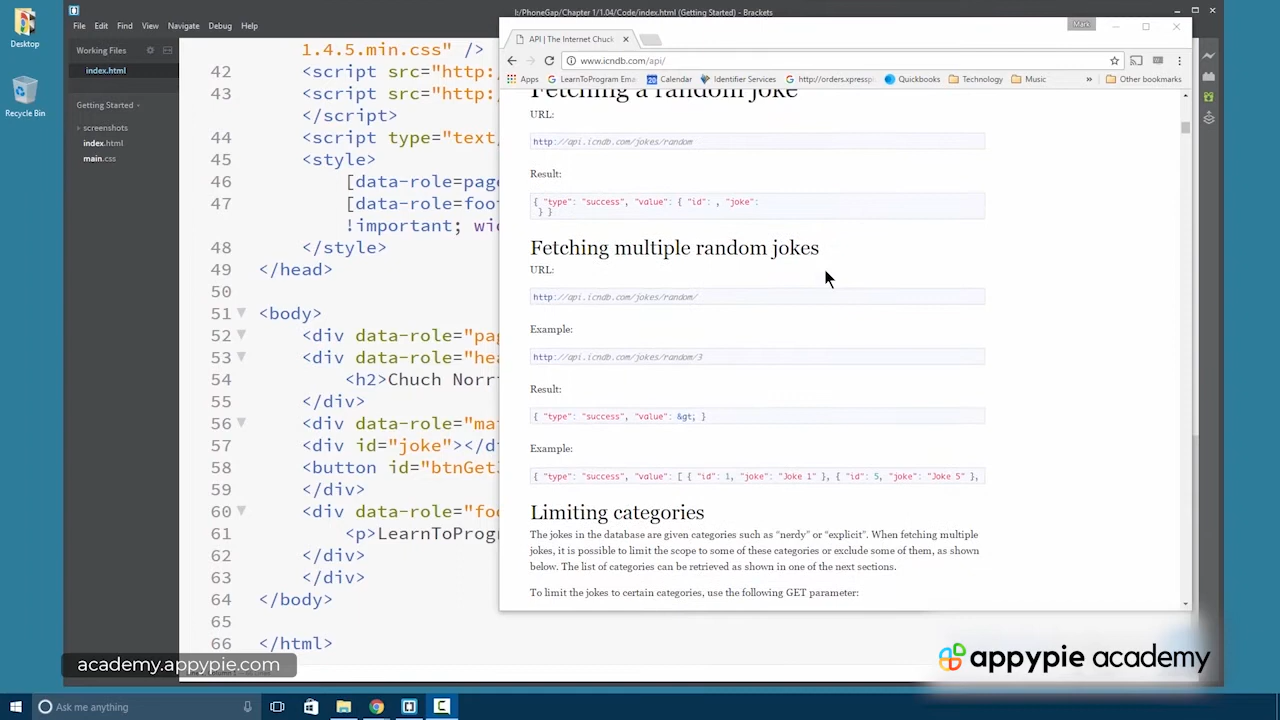 Desktop
Recycle Bin
I:/PhoneGap/Chapter 1/1.04/Code/index.html (Getting Started) - Brackets
File Edit Find View Navigate Debug Help
Working Files
index.html
Getting Started
screenshots
index.html
main.css
1.4.5.min.css" />
42 <script src="http:
43 <script src="http:
</script>
44 <script type="text,
45 <style>
46 [data-role=page
47 [data-role=foot
!important; wid
48 </style>
49 </head>
50
51 <body>
52 <div data-role="pag
53 <div data-role="hea
54 <h2>Chuch Norri
55 </div>
56 <div data-role="mai
57 <div id="joke"></di
58 <button id="btnGetJ
59 </div>
60 <div data-role="foo
61 <p>LearnToProgr
62 </div>
63 </div>
64 </body>
65
66 </html>
Mark
API | The Internet Chuck
www.icndb.com/api/
Apps LearnToProgram Ema Calendar Identifier Services http://orders.xpressp Quickbooks Technology Music » Other bookmarks
Fetching a random joke
URL:
http://api.icndb.com/jokes/random
Result:
{ "type": "success", "value": { "id": , "joke":
} }
Fetching multiple random jokes
URL:
http://api.icndb.com/jokes/random/
Example:
http://api.icndb.com/jokes/random/3
Result:
{ "type": "success", "value": &gt; }
Example:
{ "type": "success", "value": [ { "id": 1, "joke": "Joke 1" }, { "id": 5, "joke": "Joke 5" },
Limiting categories
The jokes in the database are given categories such as "nerdy" or "explicit". When fetching multiple
jokes, it is possible to limit the scope to some of these categories or exclude some of them, as shown
below. The list of categories can be retrieved as shown in one of the next sections.
To limit the jokes to certain categories, use the following GET parameter:
academy.appypie.com
appypie academy
Ask me anything